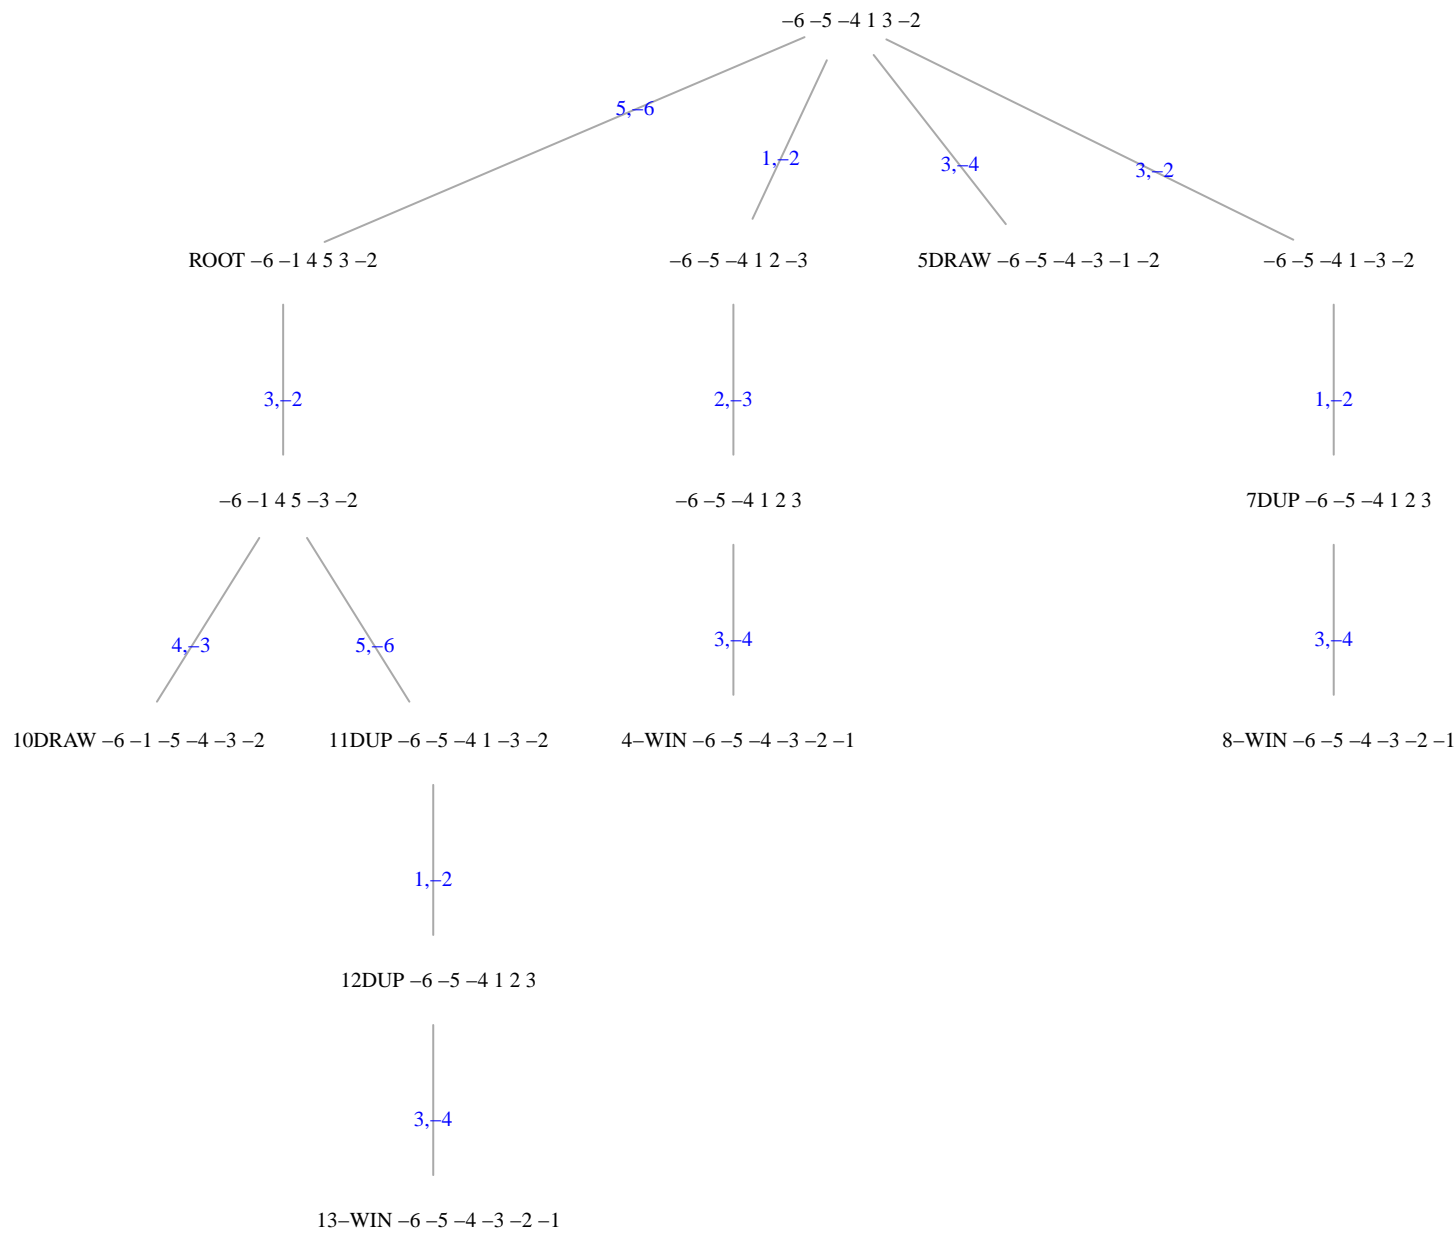 –6 –5 –4 1 3 –2
5,–6
1,–2
3,–4
3,–2
ROOT –6 –1 4 5 3 –2
–6 –5 –4 1 2 –3
5DRAW –6 –5 –4 –3 –1 –2
–6 –5 –4 1 –3 –2
3,–2
2,–3
1,–2
–6 –1 4 5 –3 –2
–6 –5 –4 1 2 3
7DUP –6 –5 –4 1 2 3
4,–3
5,–6
3,–4
3,–4
10DRAW –6 –1 –5 –4 –3 –2
11DUP –6 –5 –4 1 –3 –2
4–WIN –6 –5 –4 –3 –2 –1
8–WIN –6 –5 –4 –3 –2 –1
1,–2
12DUP –6 –5 –4 1 2 3
3,–4
13–WIN –6 –5 –4 –3 –2 –1